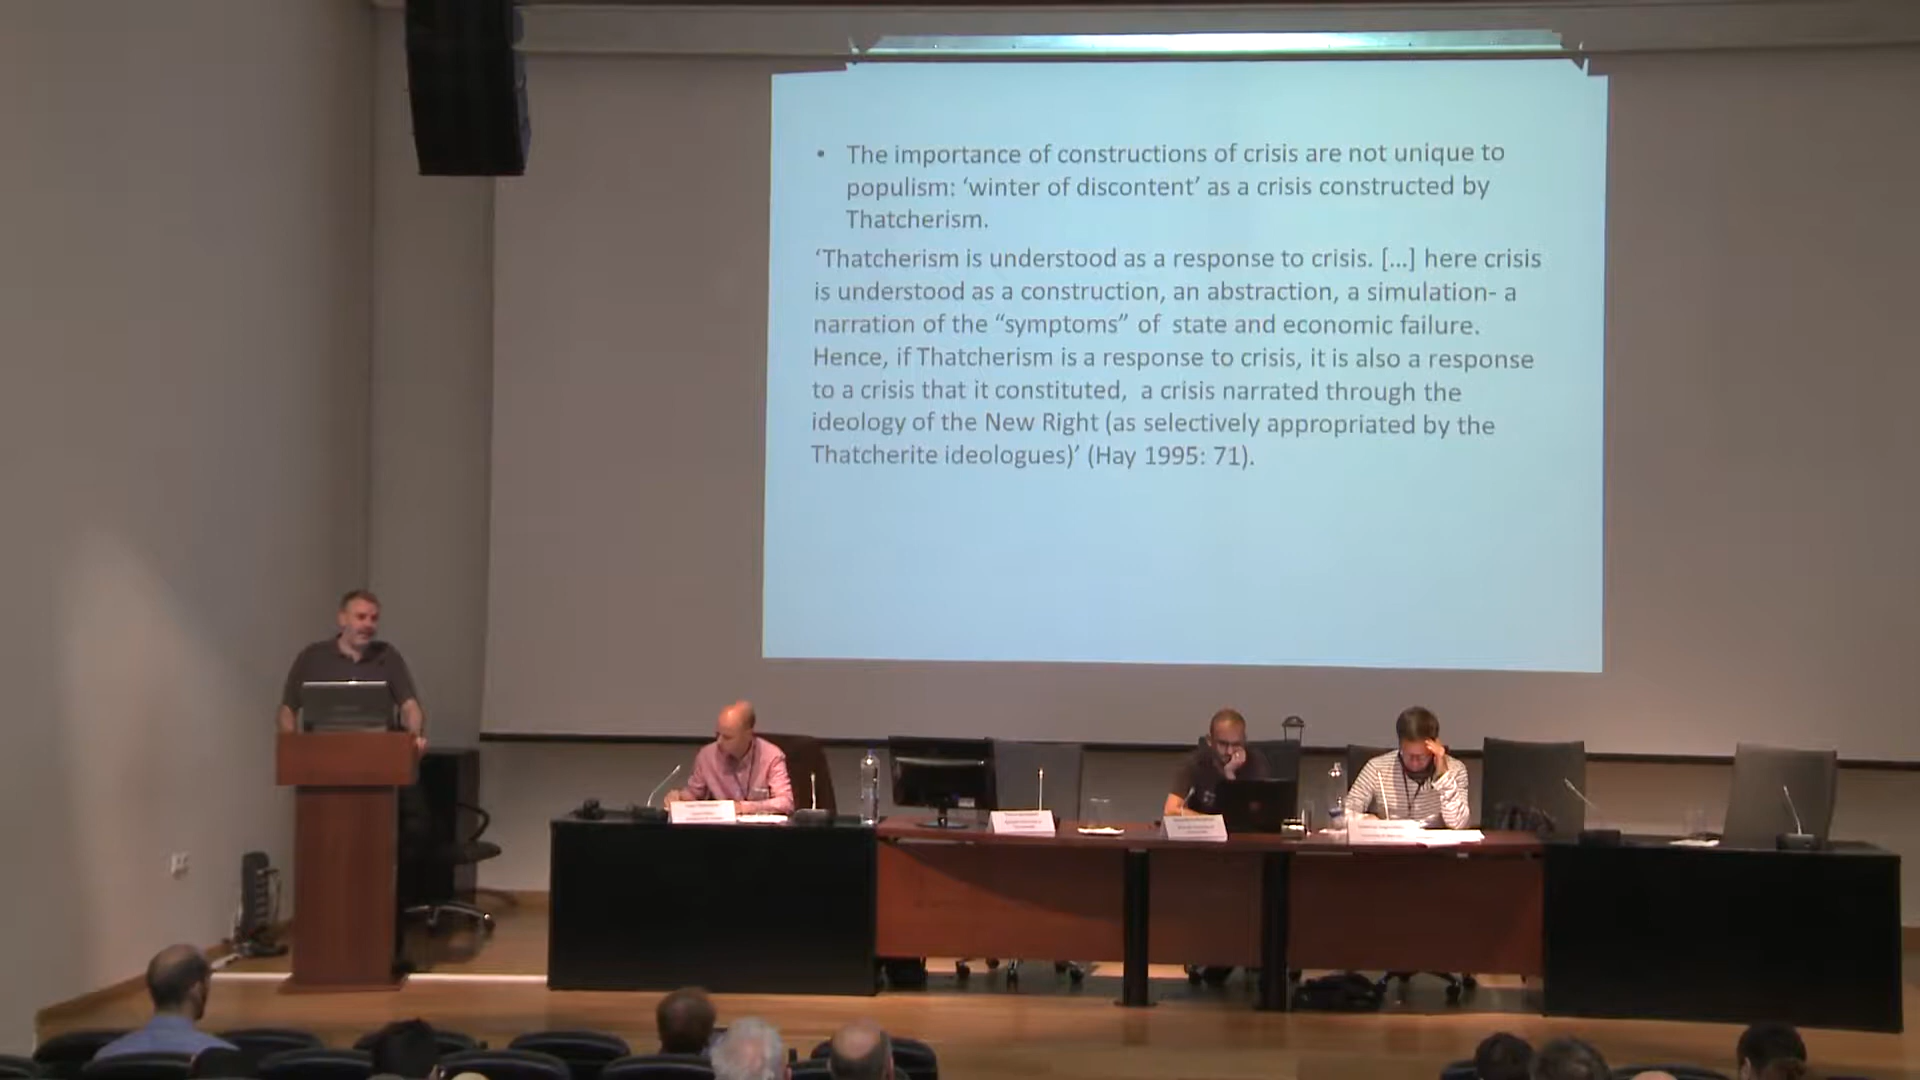 • The importance of constructions of crisis are not unique to
populism: ‘winter of discontent’ as a crisis constructed by
Thatcherism.
‘Thatcherism is understood as a response to crisis. [...] here crisis
is understood as a construction, an abstraction, a simulation- a
narration of the “symptoms” of state and economic failure.
Hence, if Thatcherism is a response to crisis, it is also a response
to a crisis that it constituted, a crisis narrated through the
ideology of the New Right (as selectively appropriated by the
Thatcherite ideologues)’ (Hay 1995: 71).